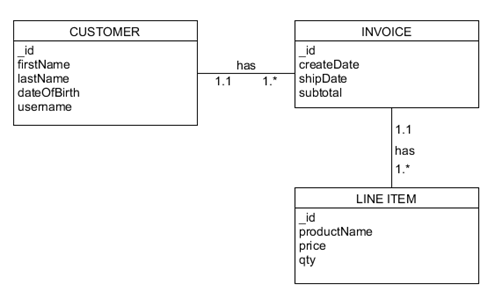 CUSTOMER
_id
firstName
lastName
dateOfBirth
username
has
1.1 1.*
INVOICE
_id
createDate
shipDate
subtotal
1.1
has
1.*
LINE ITEM
_id
productName
price
qty